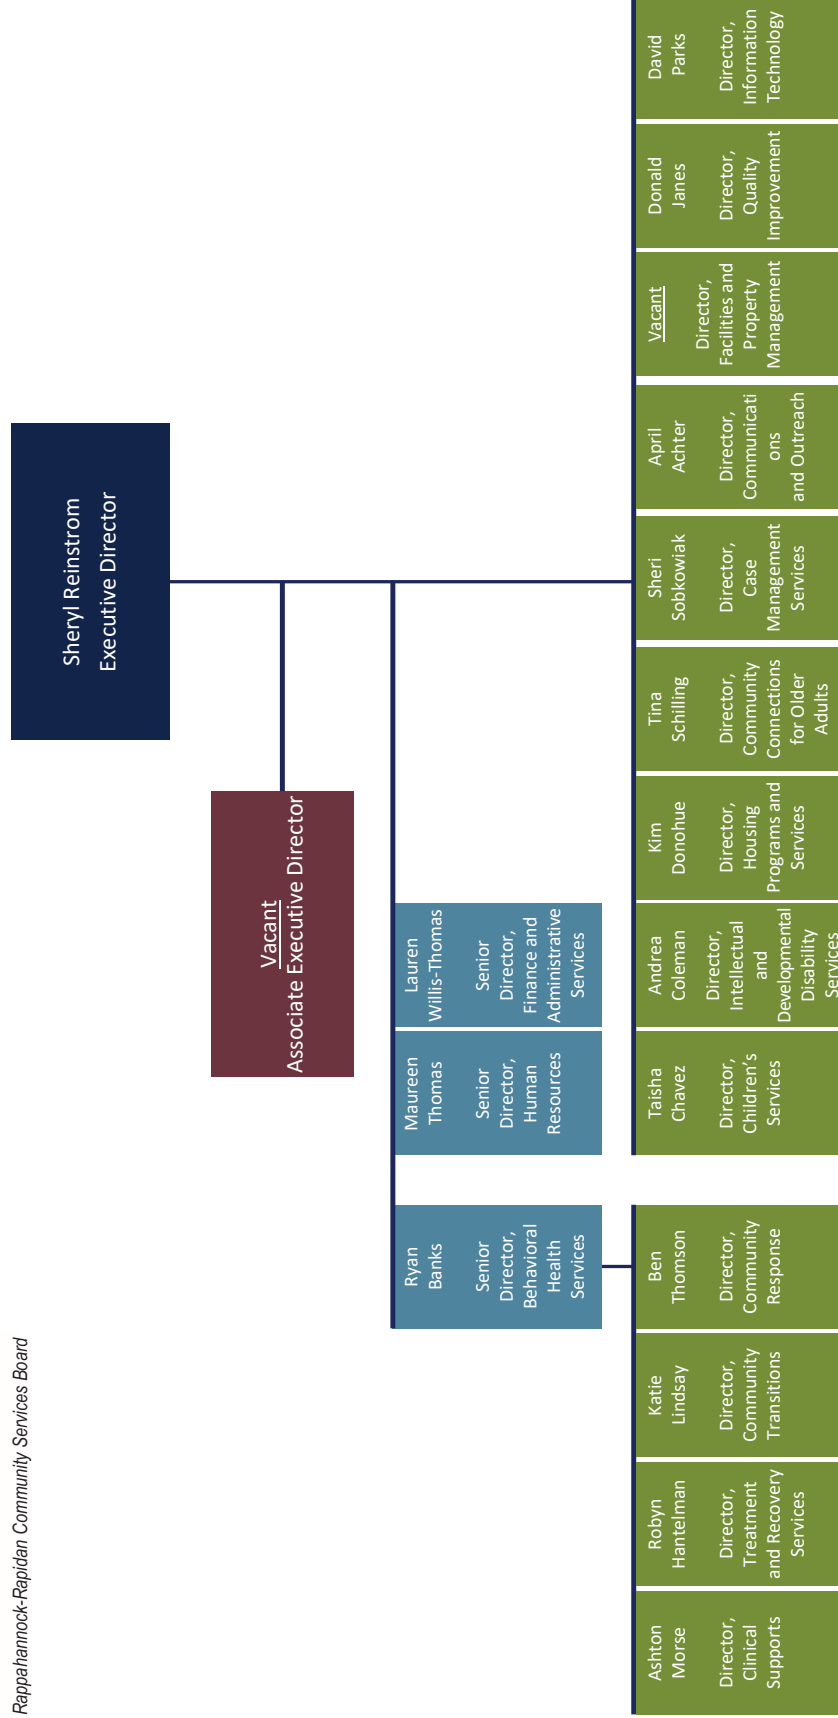 Rappahannock-Rapidan Community Services Board
Sheryl Reinstrom
Executive Director
Vacant
Associate Executive Director
Ryan
Banks
Senior
Director,
Behavioral
Health
Services
Maureen
Thomas
Senior
Director,
Human
Resources
Lauren
Willis-Thomas
Senior
Director,
Finance and
Administrative
Services
Ashton
Morse
Director,
Clinical
Supports
Robyn
Hantelman
Director,
Treatment
and Recovery
Services
Katie
Lindsay
Director,
Community
Transitions
Ben
Thomson
Director,
Community
Response
Taisha
Chavez
Director,
Children’s
Services
Andrea
Coleman
Director,
Intellectual
and
Developmental
Disability
Services
Kim
Donohue
Director,
Housing
Programs and
Services
Tina
Schilling
Director,
Community
Connections
for Older
Adults
Sheri
Sobkowiak
Director,
Case
Management
Services
April
Achter
Director,
Communicati
ons
and Outreach
Vacant
Director,
Facilities and
Property
Management
Donald
Janes
Director,
Quality
Improvement
David
Parks
Director,
Information
Technology